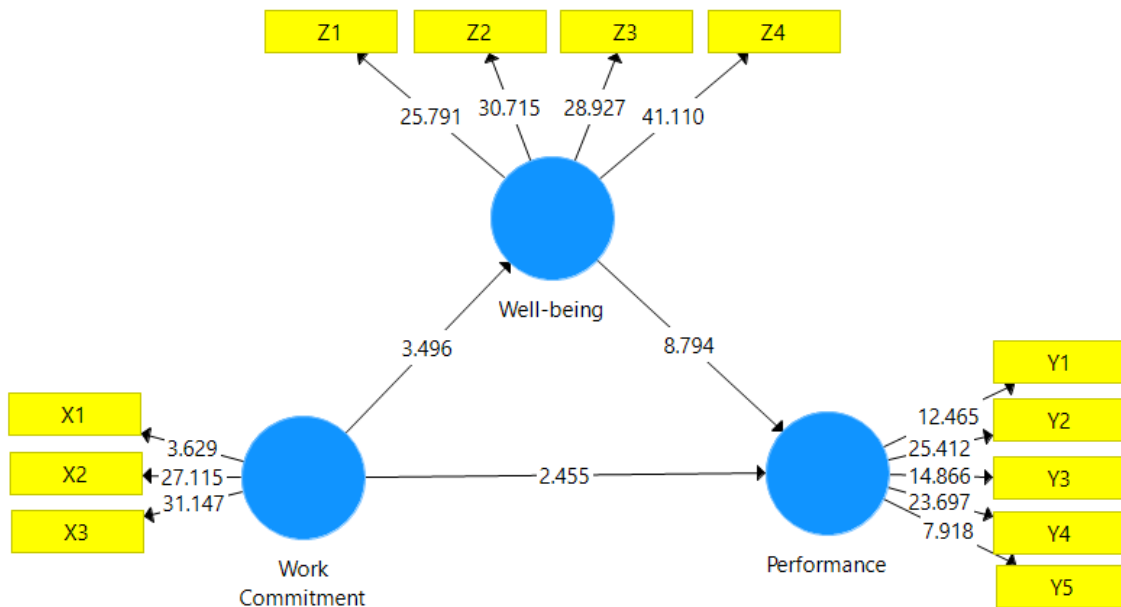 Z1
Z2
Z3
Z4
25.791
30.715
28.927
41.110
Well-being
3.496
8.794
X1
X2
X3
3.629
27.115
31.147
2.455
Work
Commitment
Performance
12.465
25.412
14.866
23.697
7.918
Y1
Y2
Y3
Y4
Y5